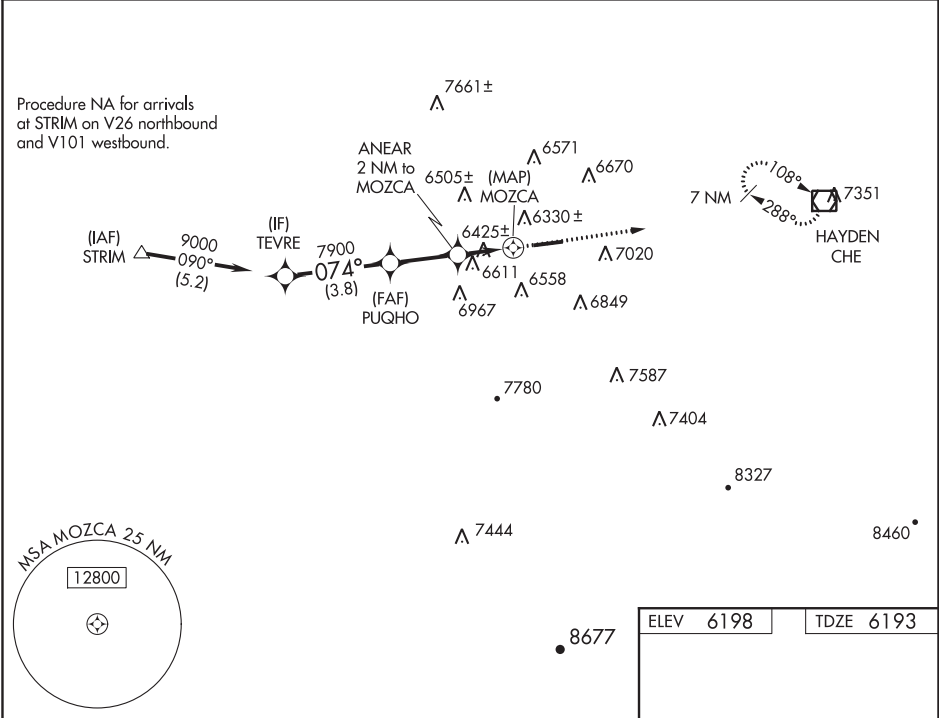 Procedure NA for arrivals
at STRIM on V26 northbound
and V101 westbound.
7661±
ANEAR
2 NM to
MOZCA
6505±
(MAP)
MOZCA
6571
6670
6330±
6425±
7020
6611
6558
6967
6849
7 NM
108°
288°
7351
HAYDEN
CHE
(IAF)
STRIM
9000
090°
(5.2)
(IF)
TEVRE
7900
074°
(3.8)
(FAF)
PUQHO
7780
7587
7404
8327
8460
7444
8677
MSA MOZCA 25 NM
12800
ELEV 6198
TDZE 6193